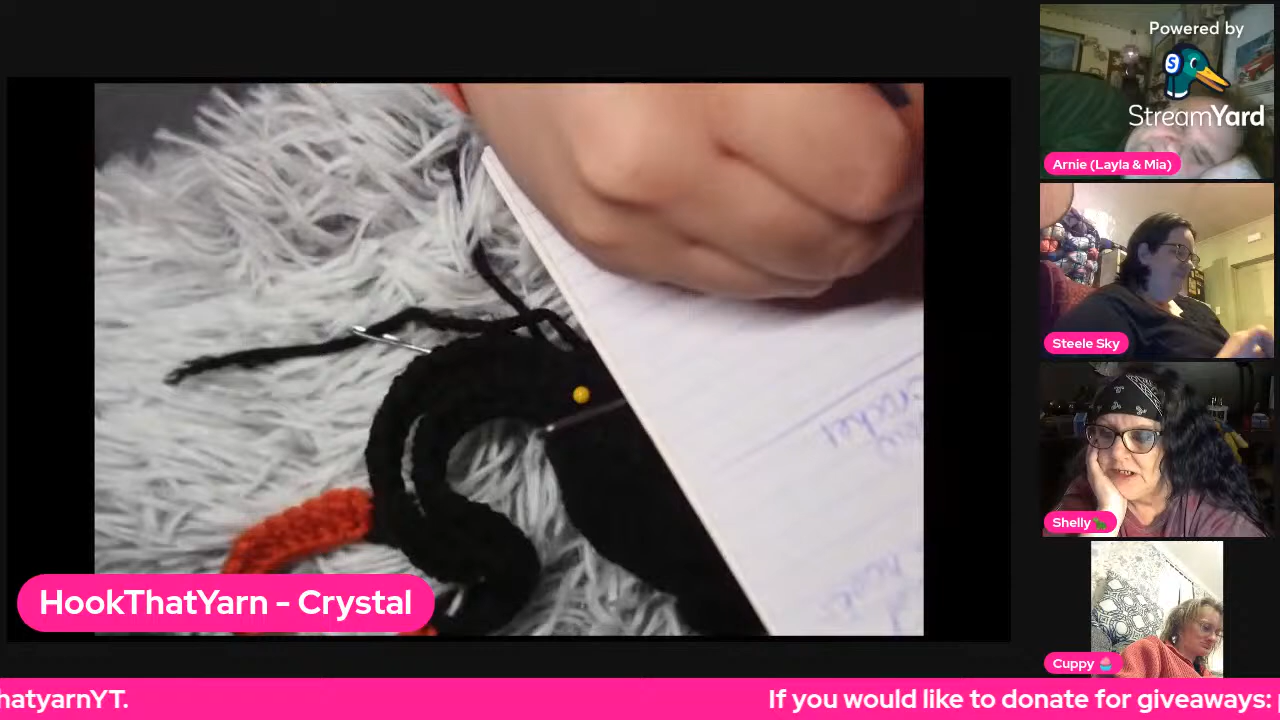 Powered by
StreamYard
Arnie (Layla & Mia)
Steele Sky
Shelly
Cuppy
crochet
HookThatYarn - Crystal
hatyarnYT.
If you would like to donate for giveaways: